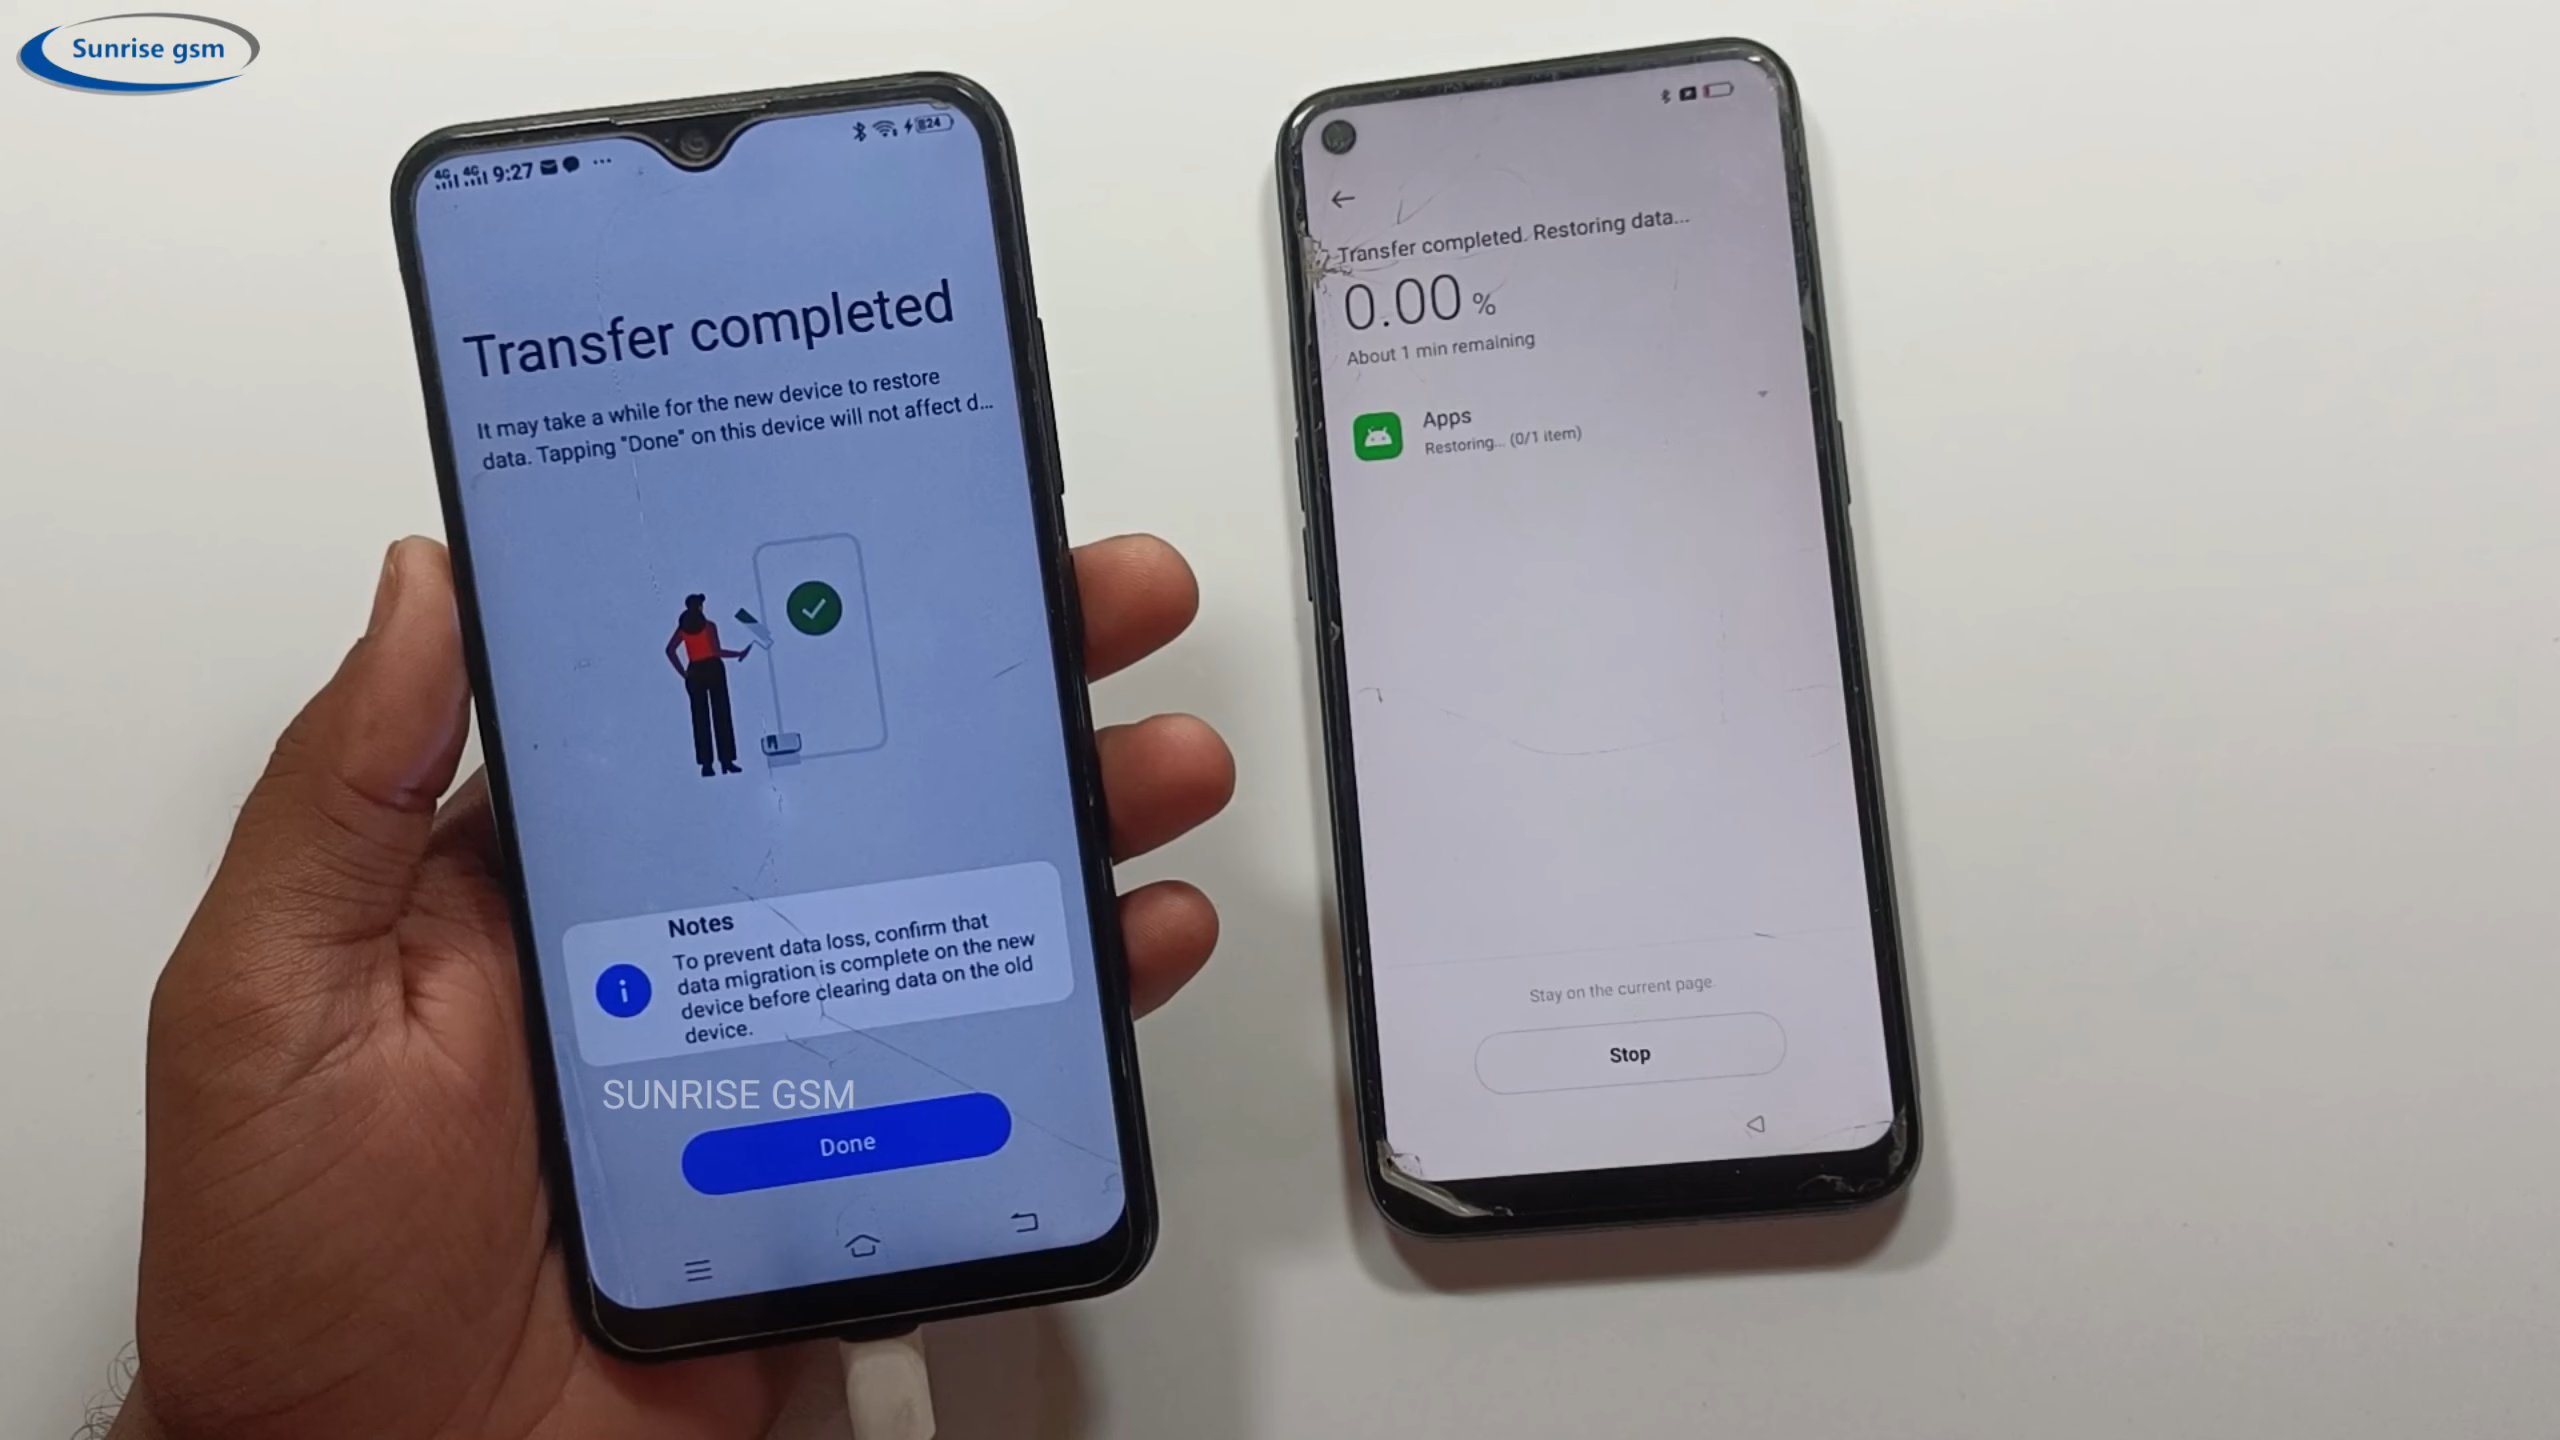 Sunrise gsm
4G 4G 9:27 ...
24
Transfer completed
It may take a while for the new device to restore
data. Tapping "Done" on this device will not affect d...
Notes
To prevent data loss, confirm that
data migration is complete on the new
device before clearing data on the old
device.
SUNRISE GSM
Done
Transfer completed. Restoring data...
0.00 %
About 1 min remaining
Apps
Restoring... (0/1 item)
Stay on the current page.
Stop